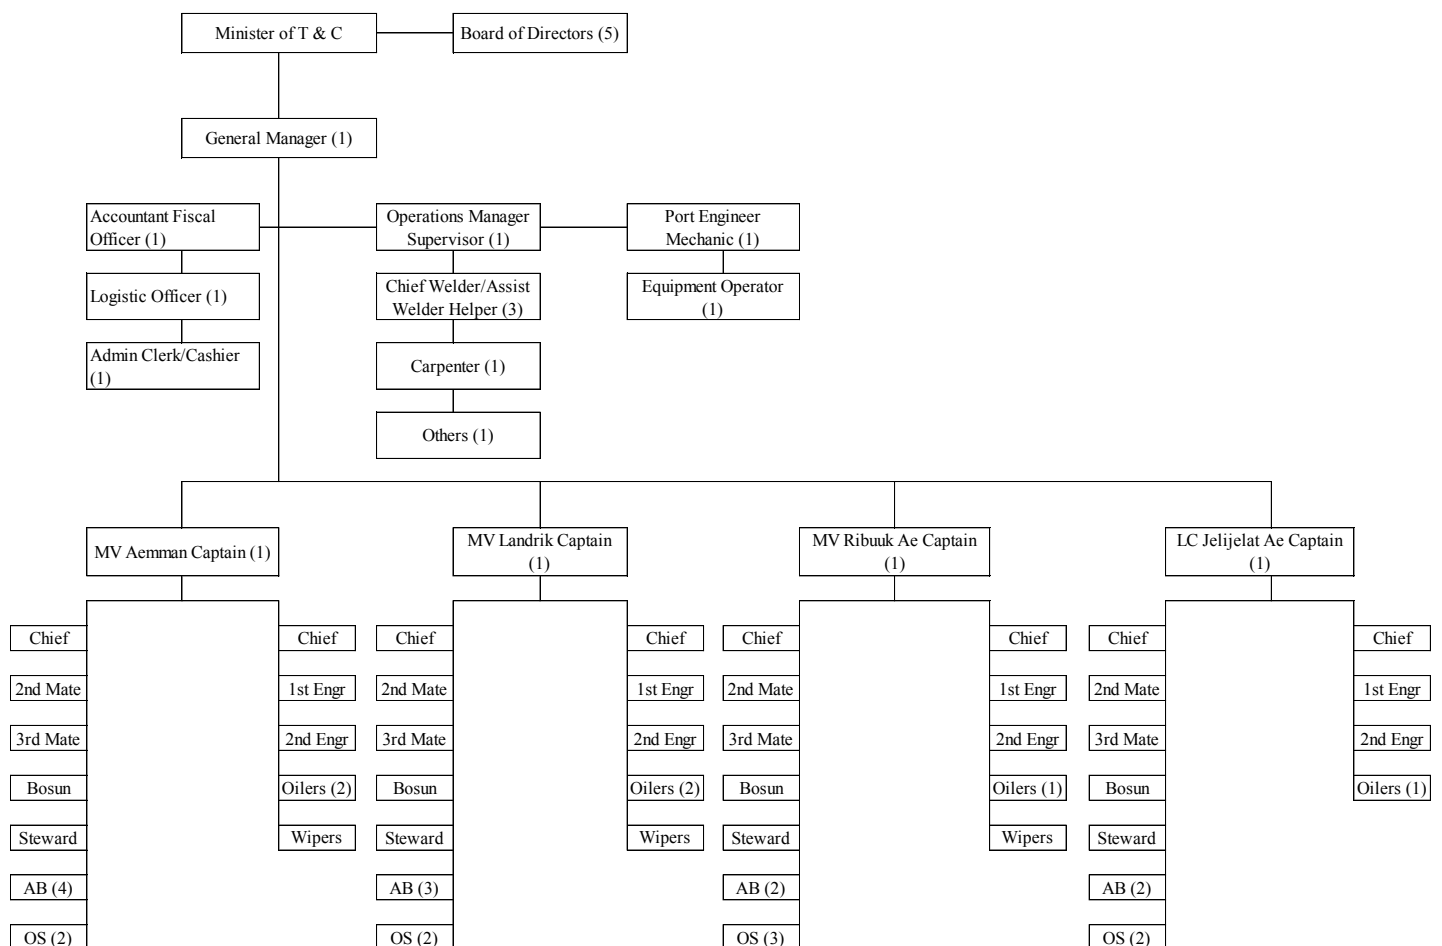 Minister of T & C
Board of Directors (5)
General Manager (1)
Accountant Fiscal
Officer (1)
Operations Manager
Supervisor (1)
Port Engineer
Mechanic (1)
Logistic Officer (1)
Chief Welder/Assist
Welder Helper (3)
Equipment Operator
(1)
Admin Clerk/Cashier
(1)
Carpenter (1)
Others (1)
MV Aemman Captain (1)
MV Landrik Captain
(1)
MV Ribuuk Ae Captain
(1)
LC Jelijelat Ae Captain
(1)
Chief
2nd Mate
3rd Mate
Bosun
Steward
AB (4)
OS (2)
Chief
1st Engr
2nd Engr
Oilers (2)
Wipers
Chief
2nd Mate
3rd Mate
Bosun
Steward
AB (3)
OS (2)
Chief
1st Engr
2nd Engr
Oilers (2)
Wipers
Chief
2nd Mate
3rd Mate
Bosun
Steward
AB (2)
OS (3)
Chief
1st Engr
2nd Engr
Oilers (1)
Wipers
Chief
2nd Mate
3rd Mate
Bosun
Steward
AB (2)
OS (2)
Chief
1st Engr
2nd Engr
Oilers (1)